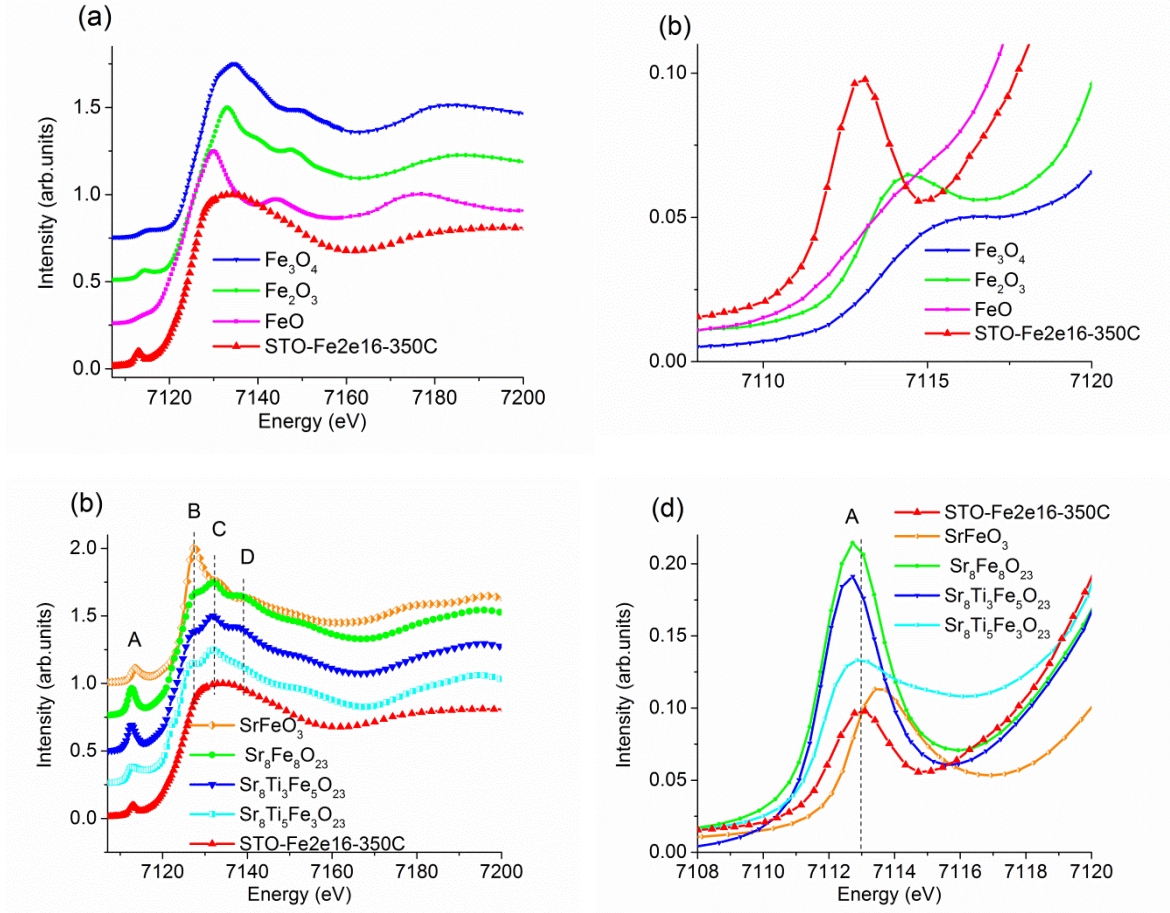 (a)
Intensity (arb.units)
1.5
1.0
0.5
0.0
Fe₃O₄
Fe₂O₃
FeO
STO-Fe2e16-350C
7120 7140 7160 7180 7200
Energy (eV)
(b)
Intensity (arb.units)
0.10
0.05
0.00
Fe₃O₄
Fe₂O₃
FeO
STO-Fe2e16-350C
7110 7115 7120
Energy (eV)
(b)
Intensity (arb.units)
2.0
1.5
1.0
0.5
0.0
A
B
C
D
SrFeO₃
Sr₈Fe₈O₂₃
Sr₈Ti₃Fe₅O₂₃
Sr₈Ti₅Fe₃O₂₃
STO-Fe2e16-350C
7120 7140 7160 7180 7200
Energy (eV)
(d)
Intensity (arb.units)
0.20
0.15
0.10
0.05
0.00
A
STO-Fe2e16-350C
SrFeO₃
Sr₈Fe₈O₂₃
Sr₈Ti₃Fe₅O₂₃
Sr₈Ti₅Fe₃O₂₃
7108 7110 7112 7114 7116 7118 7120
Energy (eV)